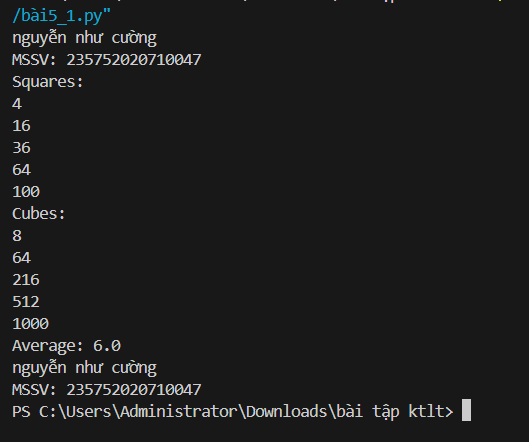 /bài5_1.py"
nguyễn như cường
MSSV: 235752020710047
Squares:
4
16
36
64
100
Cubes:
8
64
216
512
1000
Average: 6.0
nguyễn như cường
MSSV: 235752020710047
PS C:\Users\Administrator\Downloads\bài tập ktlt>